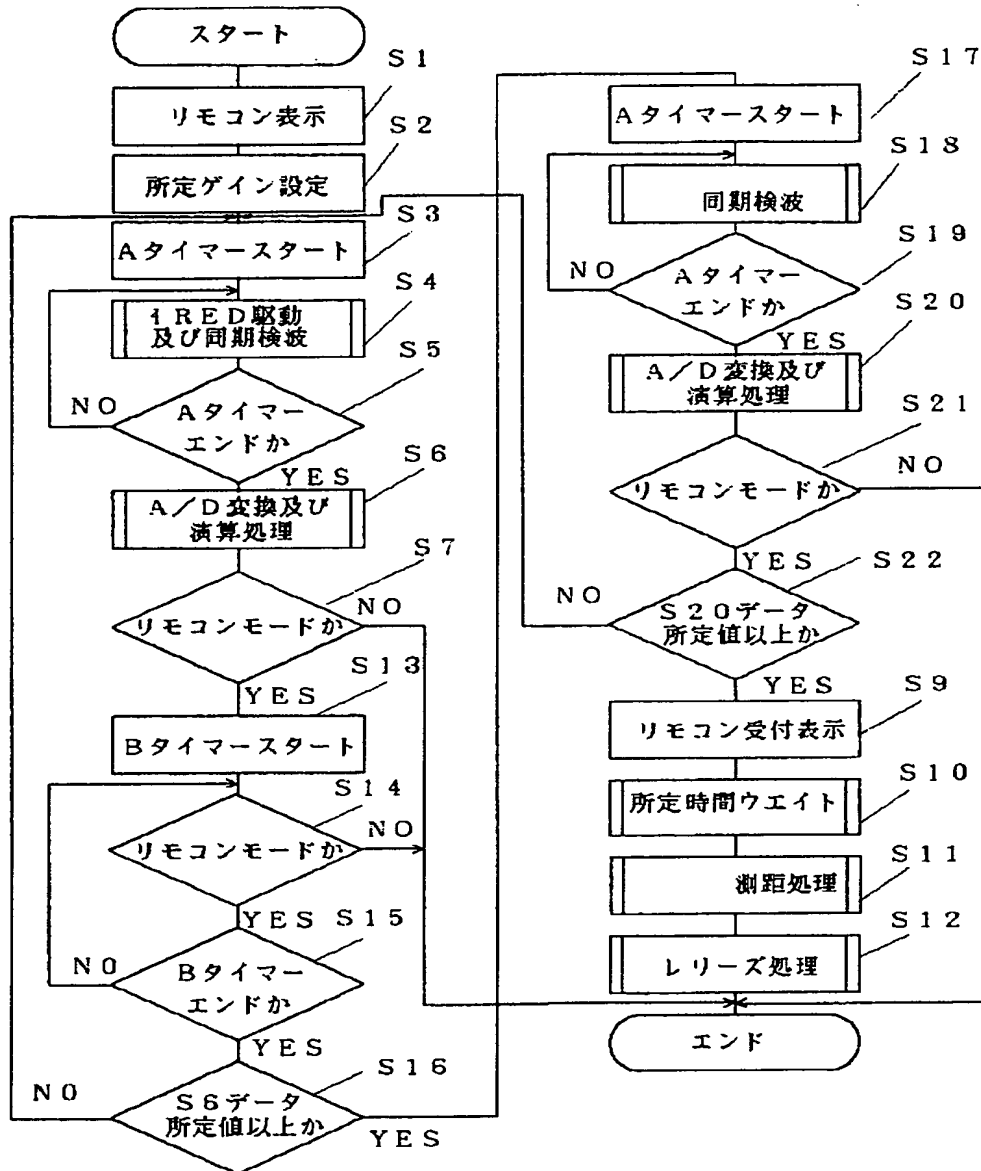 スタート
S1
リモコン表示
S2
所定ゲイン設定
S3
Aタイマースタート
S4
iRED駆動
及び同期検波
S5
NO
Aタイマー
エンドか
S6
YES
A/D変換及び
演算処理
S7
NO
リモコンモードか
S13
YES
Bタイマースタート
S14
NO
リモコンモードか
S15
YES
NO
Bタイマー
エンドか
YES
S16
NO
S6データ
所定値以上か
YES
S17
Aタイマースタート
S18
同期検波
S19
NO
Aタイマー
エンドか
S20
YES
A/D変換及び
演算処理
S21
NO
リモコンモードか
YES
S22
NO
S20データ
所定値以上か
YES
S9
リモコン受付表示
S10
所定時間ウエイト
S11
測距処理
S12
レリーズ処理
エンド